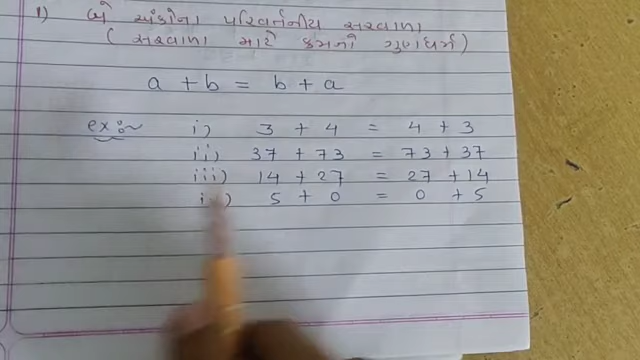 1) બે અંકોના પરિવર્તનીય સરવાળા
( સરવાળા માટે ક્રમનો ગુણધર્મ)
a + b = b + a
ex:~ i) 3 + 4 = 4 + 3
ii) 37 + 73 = 73 + 37
iii) 14 + 27 = 27 + 14
5 + 0 = 0 + 5